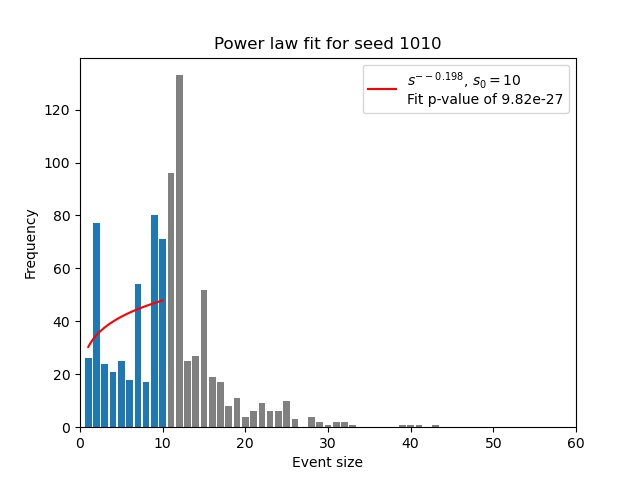 Power law fit for seed 1010
s^{--0.198}, s_0 = 10
Fit p-value of 9.82e-27
120
100
80
60
40
20
0
Frequency
0 10 20 30 40 50 60
Event size